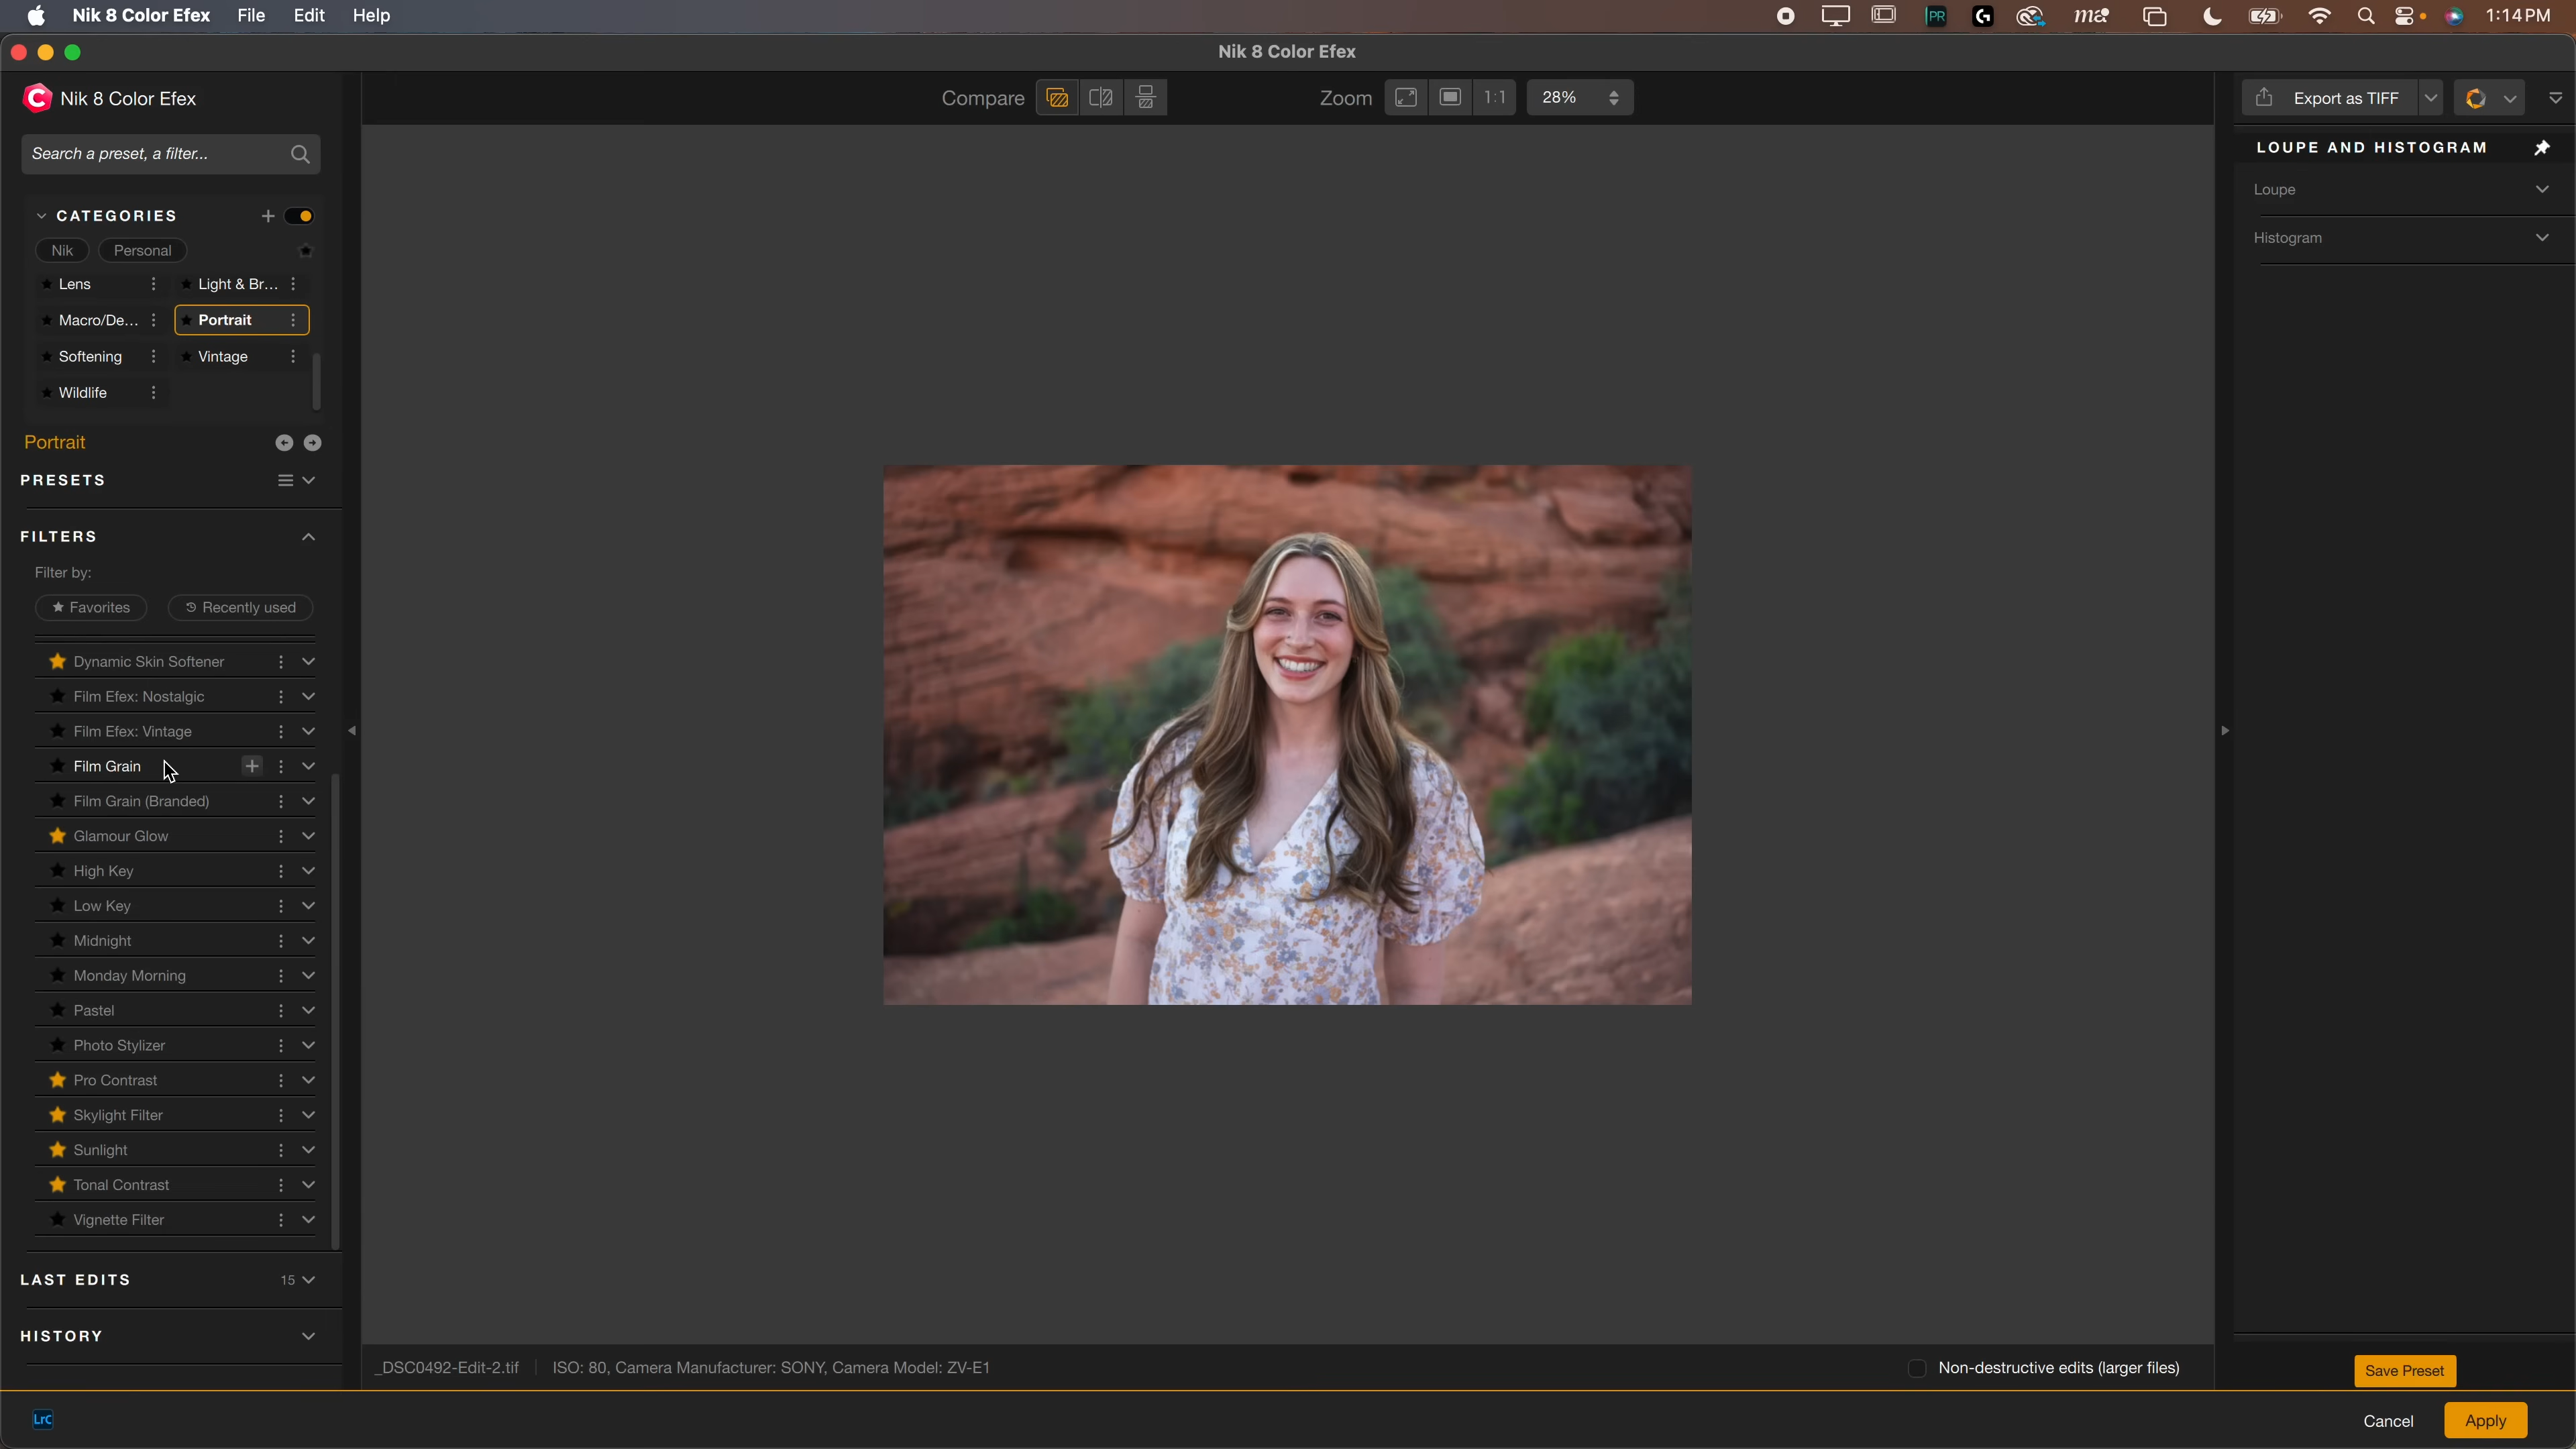 Nik 8 Color Efex File Edit Help
PR
1:14 PM
Nik 8 Color Efex
Nik 8 Color Efex
Compare
Zoom
1:1
28%
Export as TIFF
Search a preset, a filter...
LOUPE AND HISTOGRAM
Loupe
Histogram
CATEGORIES
Nik Personal
Lens Light & Br...
Macro/De... Portrait
Softening Vintage
Wildlife
Portrait
PRESETS
FILTERS
Filter by:
Favorites Recently used
Dynamic Skin Softener
Film Efex: Nostalgic
Film Efex: Vintage
Film Grain
Film Grain (Branded)
Glamour Glow
High Key
Low Key
Midnight
Monday Morning
Pastel
Photo Stylizer
Pro Contrast
Skylight Filter
Sunlight
Tonal Contrast
Vignette Filter
LAST EDITS 15
HISTORY
_DSC0492-Edit-2.tif ISO: 80, Camera Manufacturer: SONY, Camera Model: ZV-E1
Non-destructive edits (larger files)
Save Preset
LrC
Cancel Apply